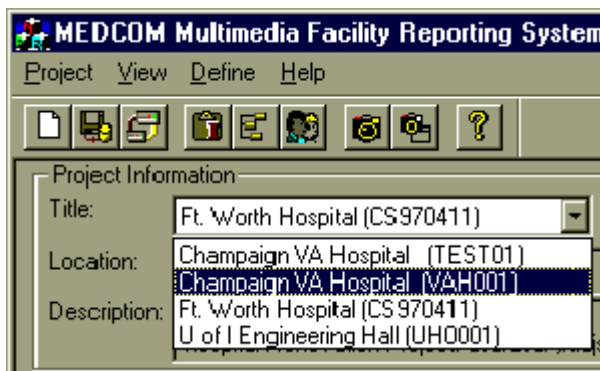 MEDCOM Multimedia Facility Reporting System
Project View Define Help
Project Information
Title: Ft. Worth Hospital (CS970411)
Location: Champaign VA Hospital (TEST01)
Champaign VA Hospital (VAH001)
Description: Ft. Worth Hospital (CS970411)
U of I Engineering Hall (UHO001)